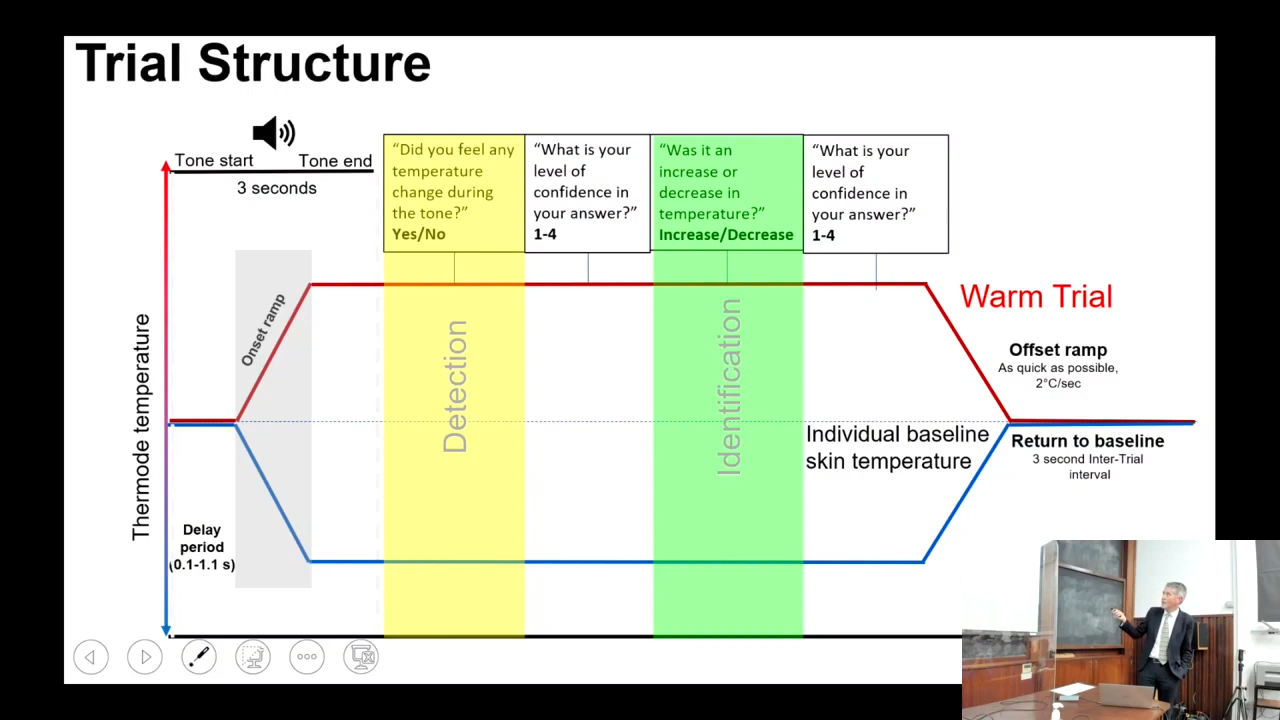 Trial Structure
Tone start
Tone end
3 seconds
“Did you feel any
temperature
change during
the tone?”
Yes/No
“What is your
level of
confidence in
your answer?”
1-4
“Was it an
increase or
decrease in
temperature?”
Increase/Decrease
“What is your
level of
confidence in
your answer?”
1-4
Thermode temperature
Onset ramp
Detection
Identification
Warm Trial
Offset ramp
As quick as possible,
2°C/sec
Individual baseline
skin temperature
Return to baseline
3 second Inter-Trial
interval
Delay
period
(0.1-1.1 s)